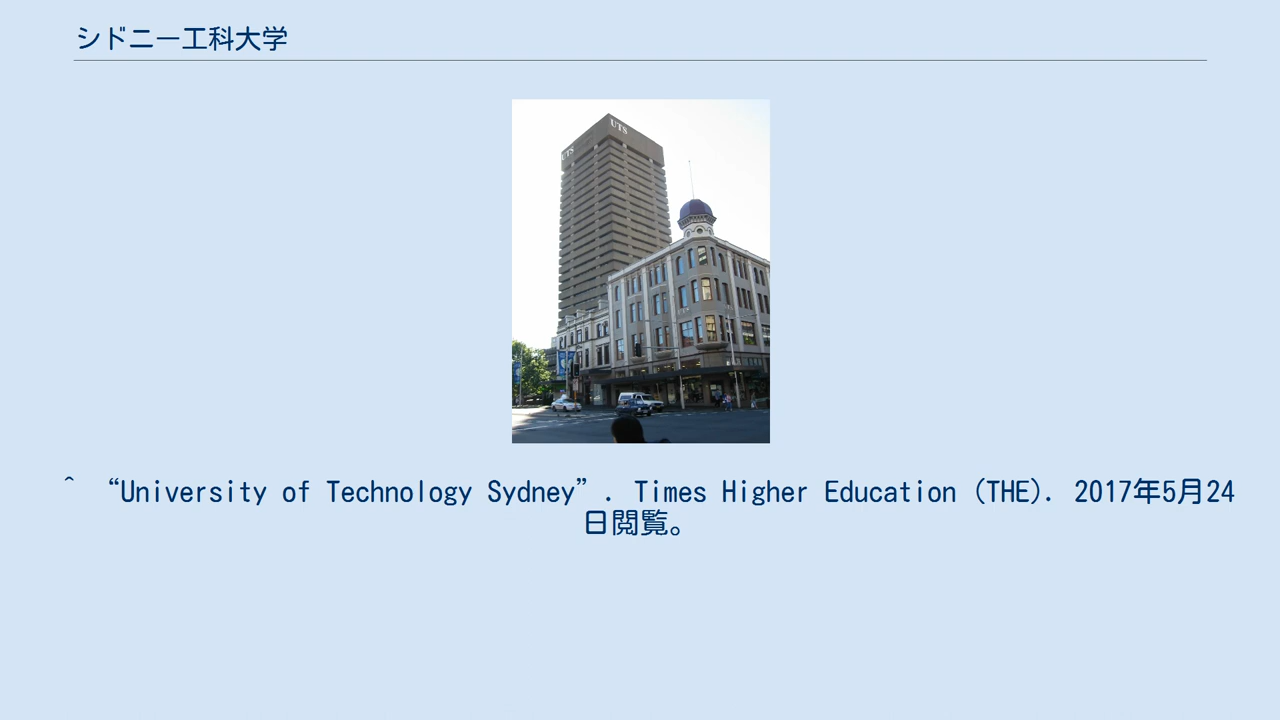 シドニー工科大学
UTS
UTS
^ “University of Technology Sydney”. Times Higher Education (THE). 2017年5月24
日閲覧。